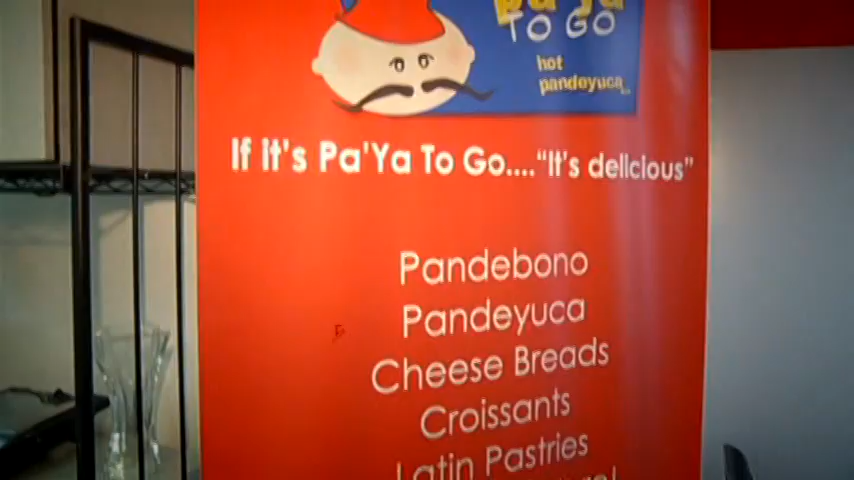 TO GO
hot
pandeyuca...
If it's Pa'Ya To Go...."It's delicious"
Pandebono
Pandeyuca
Cheese Breads
Croissants
Latin Pastries